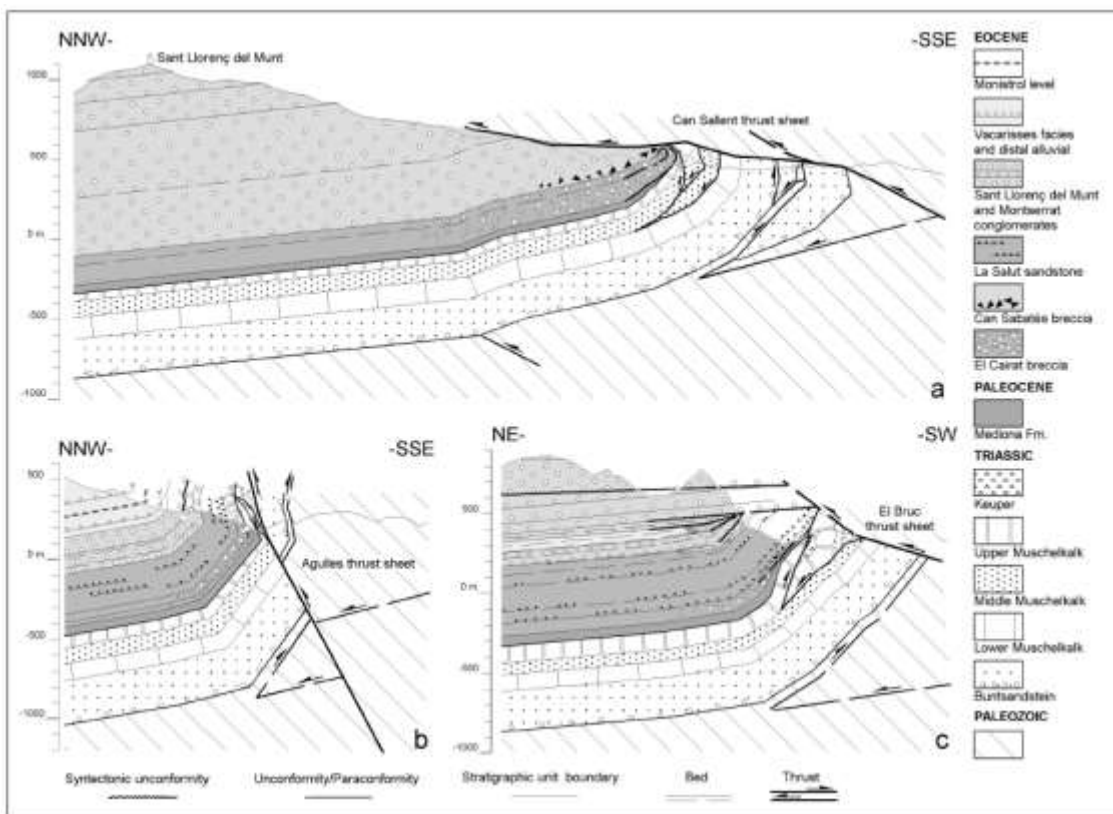 NNW-
-SSE
Sant Llorenç del Munt
Can Sallent thrust sheet
1000
500
0 m.
-500
-1000
a
NNW-
-SSE
500
0 m.
-500
-1000
Agulles thrust sheet
b
NE-
-SW
500
0 m.
-500
-1000
El Bruc
thrust sheet
c
EOCENE
Monistrol level
Vacarisses facies
and distal alluvial
Sant Llorenç del Munt
and Montserrat
conglomerates
La Salut sandstone
Can Sabatés breccia
El Cairat breccia
PALEOCENE
Mediona Fm.
TRIASSIC
Keuper
Upper Muschelkalk
Middle Muschelkalk
Lower Muschelkalk
Buntsandstein
PALEOZOIC
Syntectonic unconformity
Unconformity/Paraconformity
Stratigraphic unit boundary
Bed
Thrust